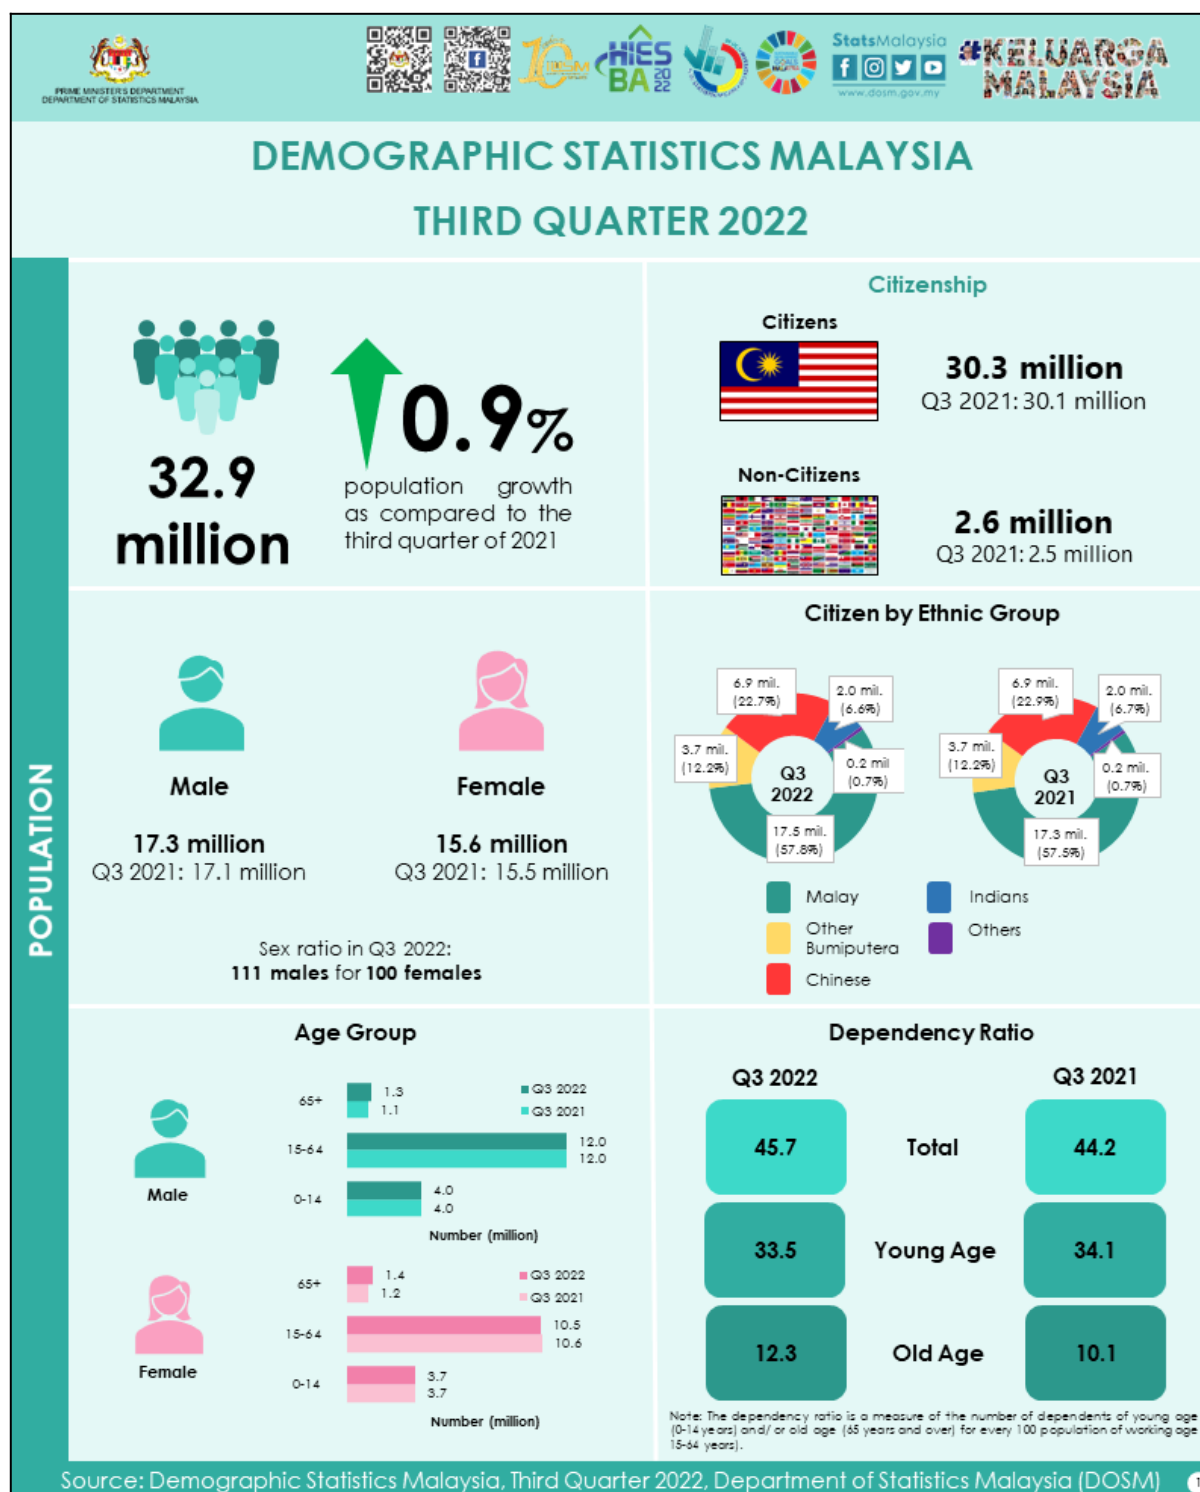 PRIME MINISTER'S DEPARTMENT
DEPARTMENT OF STATISTICS MALAYSIA
HIES
BA 20
22
StatsMalaysia
www.dosm.gov.my
#KELUARGA
MALAYSIA
DEMOGRAPHIC STATISTICS MALAYSIA
THIRD QUARTER 2022
POPULATION
32.9
million
0.9%
population growth
as compared to the
third quarter of 2021
Citizenship
Citizens
30.3 million
Q3 2021: 30.1 million
Non-Citizens
2.6 million
Q3 2021: 2.5 million
Male
17.3 million
Q3 2021: 17.1 million
Female
15.6 million
Q3 2021: 15.5 million
Sex ratio in Q3 2022:
111 males for 100 females
Citizen by Ethnic Group
6.9 mil.
(22.7%)
2.0 mil.
(6.6%)
3.7 mil.
(12.2%)
0.2 mil
(0.7%)
Q3
2022
17.5 mil.
(57.8%)
6.9 mil.
(22.9%)
2.0 mil.
(6.7%)
3.7 mil.
(12.2%)
0.2 mil.
(0.7%)
Q3
2021
17.3 mil.
(57.5%)
Malay
Indians
Other
Bumiputera
Others
Chinese
Age Group
Male
65+
1.3
1.1
Q3 2022
Q3 2021
15-64
12.0
12.0
0-14
4.0
4.0
Number (million)
Female
65+
1.4
1.2
Q3 2022
Q3 2021
15-64
10.5
10.6
0-14
3.7
3.7
Number (million)
Dependency Ratio
Q3 2022
Q3 2021
45.7
Total
44.2
33.5
Young Age
34.1
12.3
Old Age
10.1
Note: The dependency ratio is a measure of the number of dependents of young age
(0-14 years) and/ or old age (65 years and over) for every 100 population of working age
15-64 years).
Source: Demographic Statistics Malaysia, Third Quarter 2022, Department of Statistics Malaysia (DOSM)
1